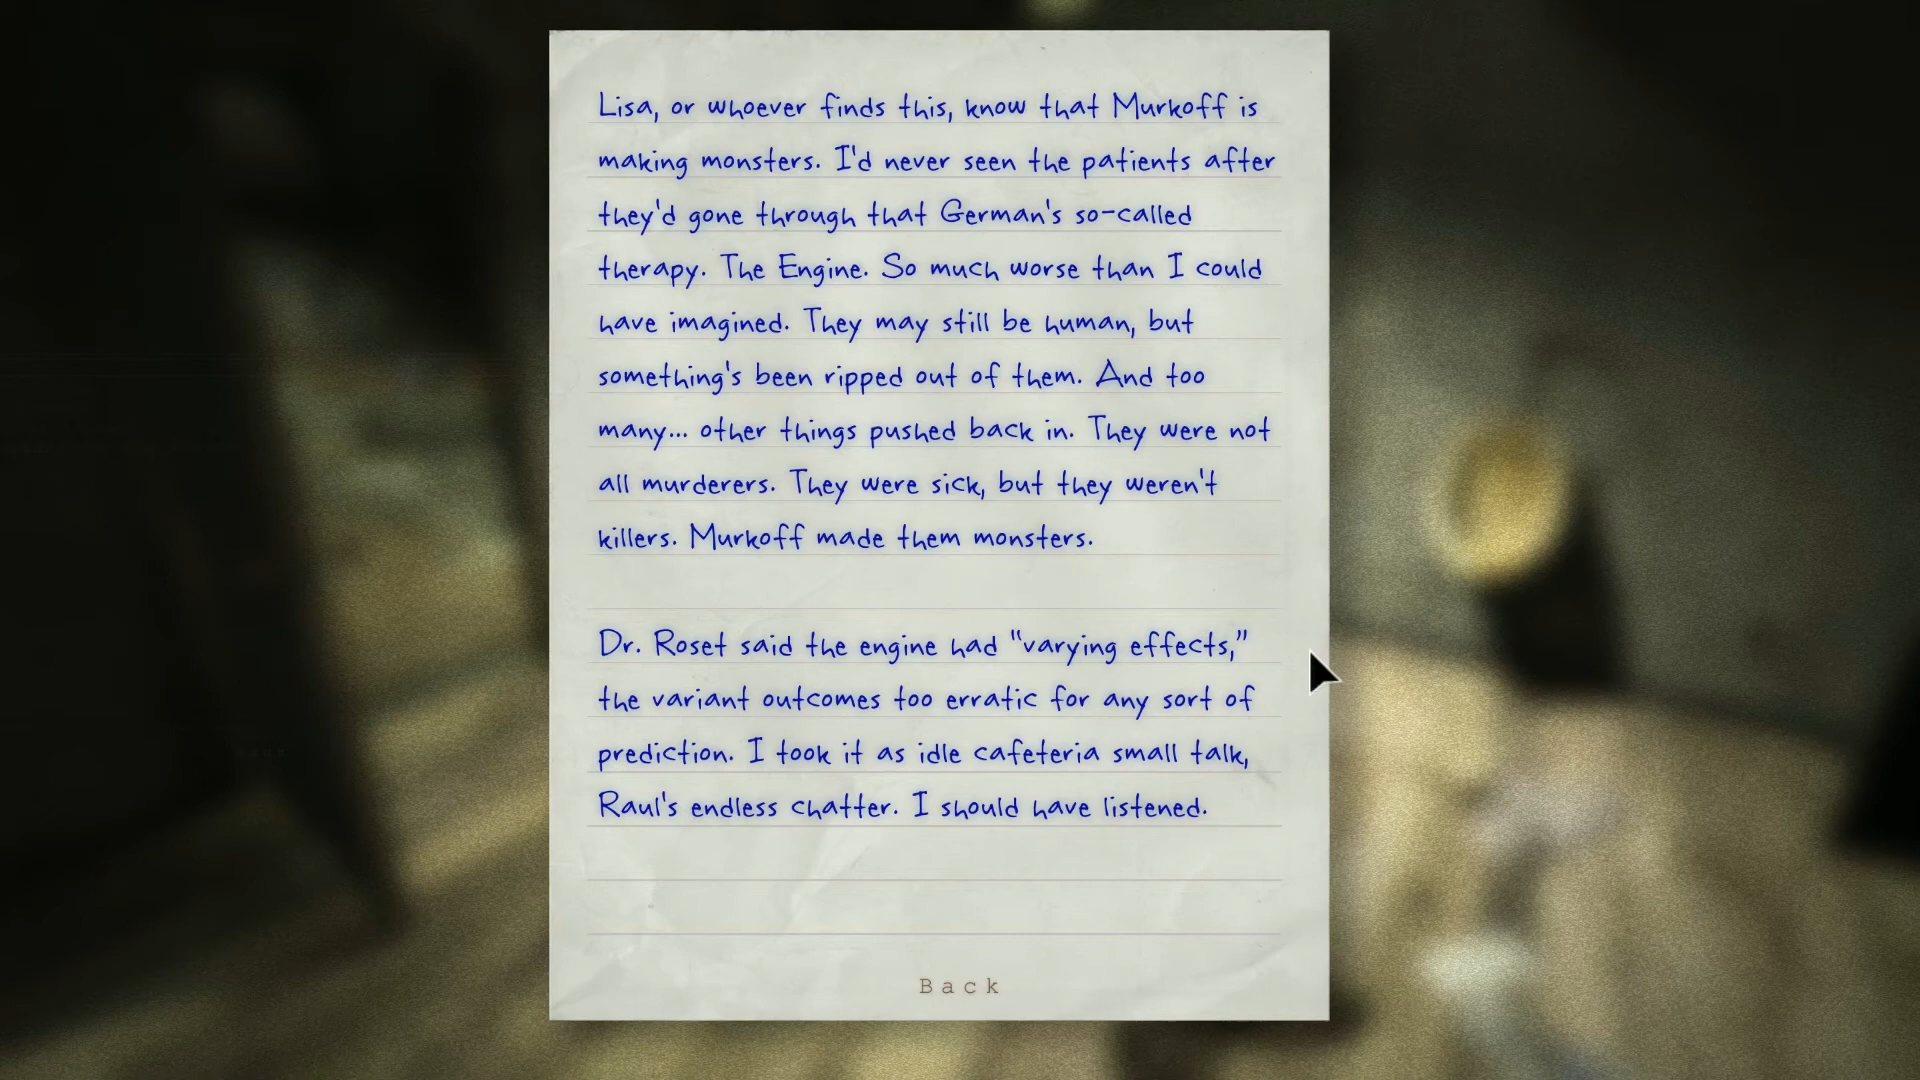 Lisa, or whoever finds this, know that Murkoff is
making monsters. I'd never seen the patients after
they'd gone through that German's so-called
therapy. The Engine. So much worse than I could
have imagined. They may still be human, but
something's been ripped out of them. And too
many... other things pushed back in. They were not
all murderers. They were sick, but they weren't
killers. Murkoff made them monsters.
Dr. Roset said the engine had "varying effects,"
the variant outcomes too erratic for any sort of
prediction. I took it as idle cafeteria small talk,
Raul's endless chatter. I should have listened.
Back